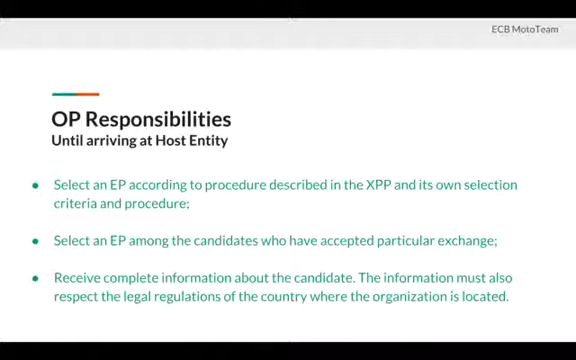 ECB MotoTeam
OP Responsibilities
Until arriving at Host Entity
● Select an EP according to procedure described in the XPP and its own selection
criteria and procedure;
● Select an EP among the candidates who have accepted particular exchange;
● Receive complete information about the candidate. The information must also
respect the legal regulations of the country where the organization is located.